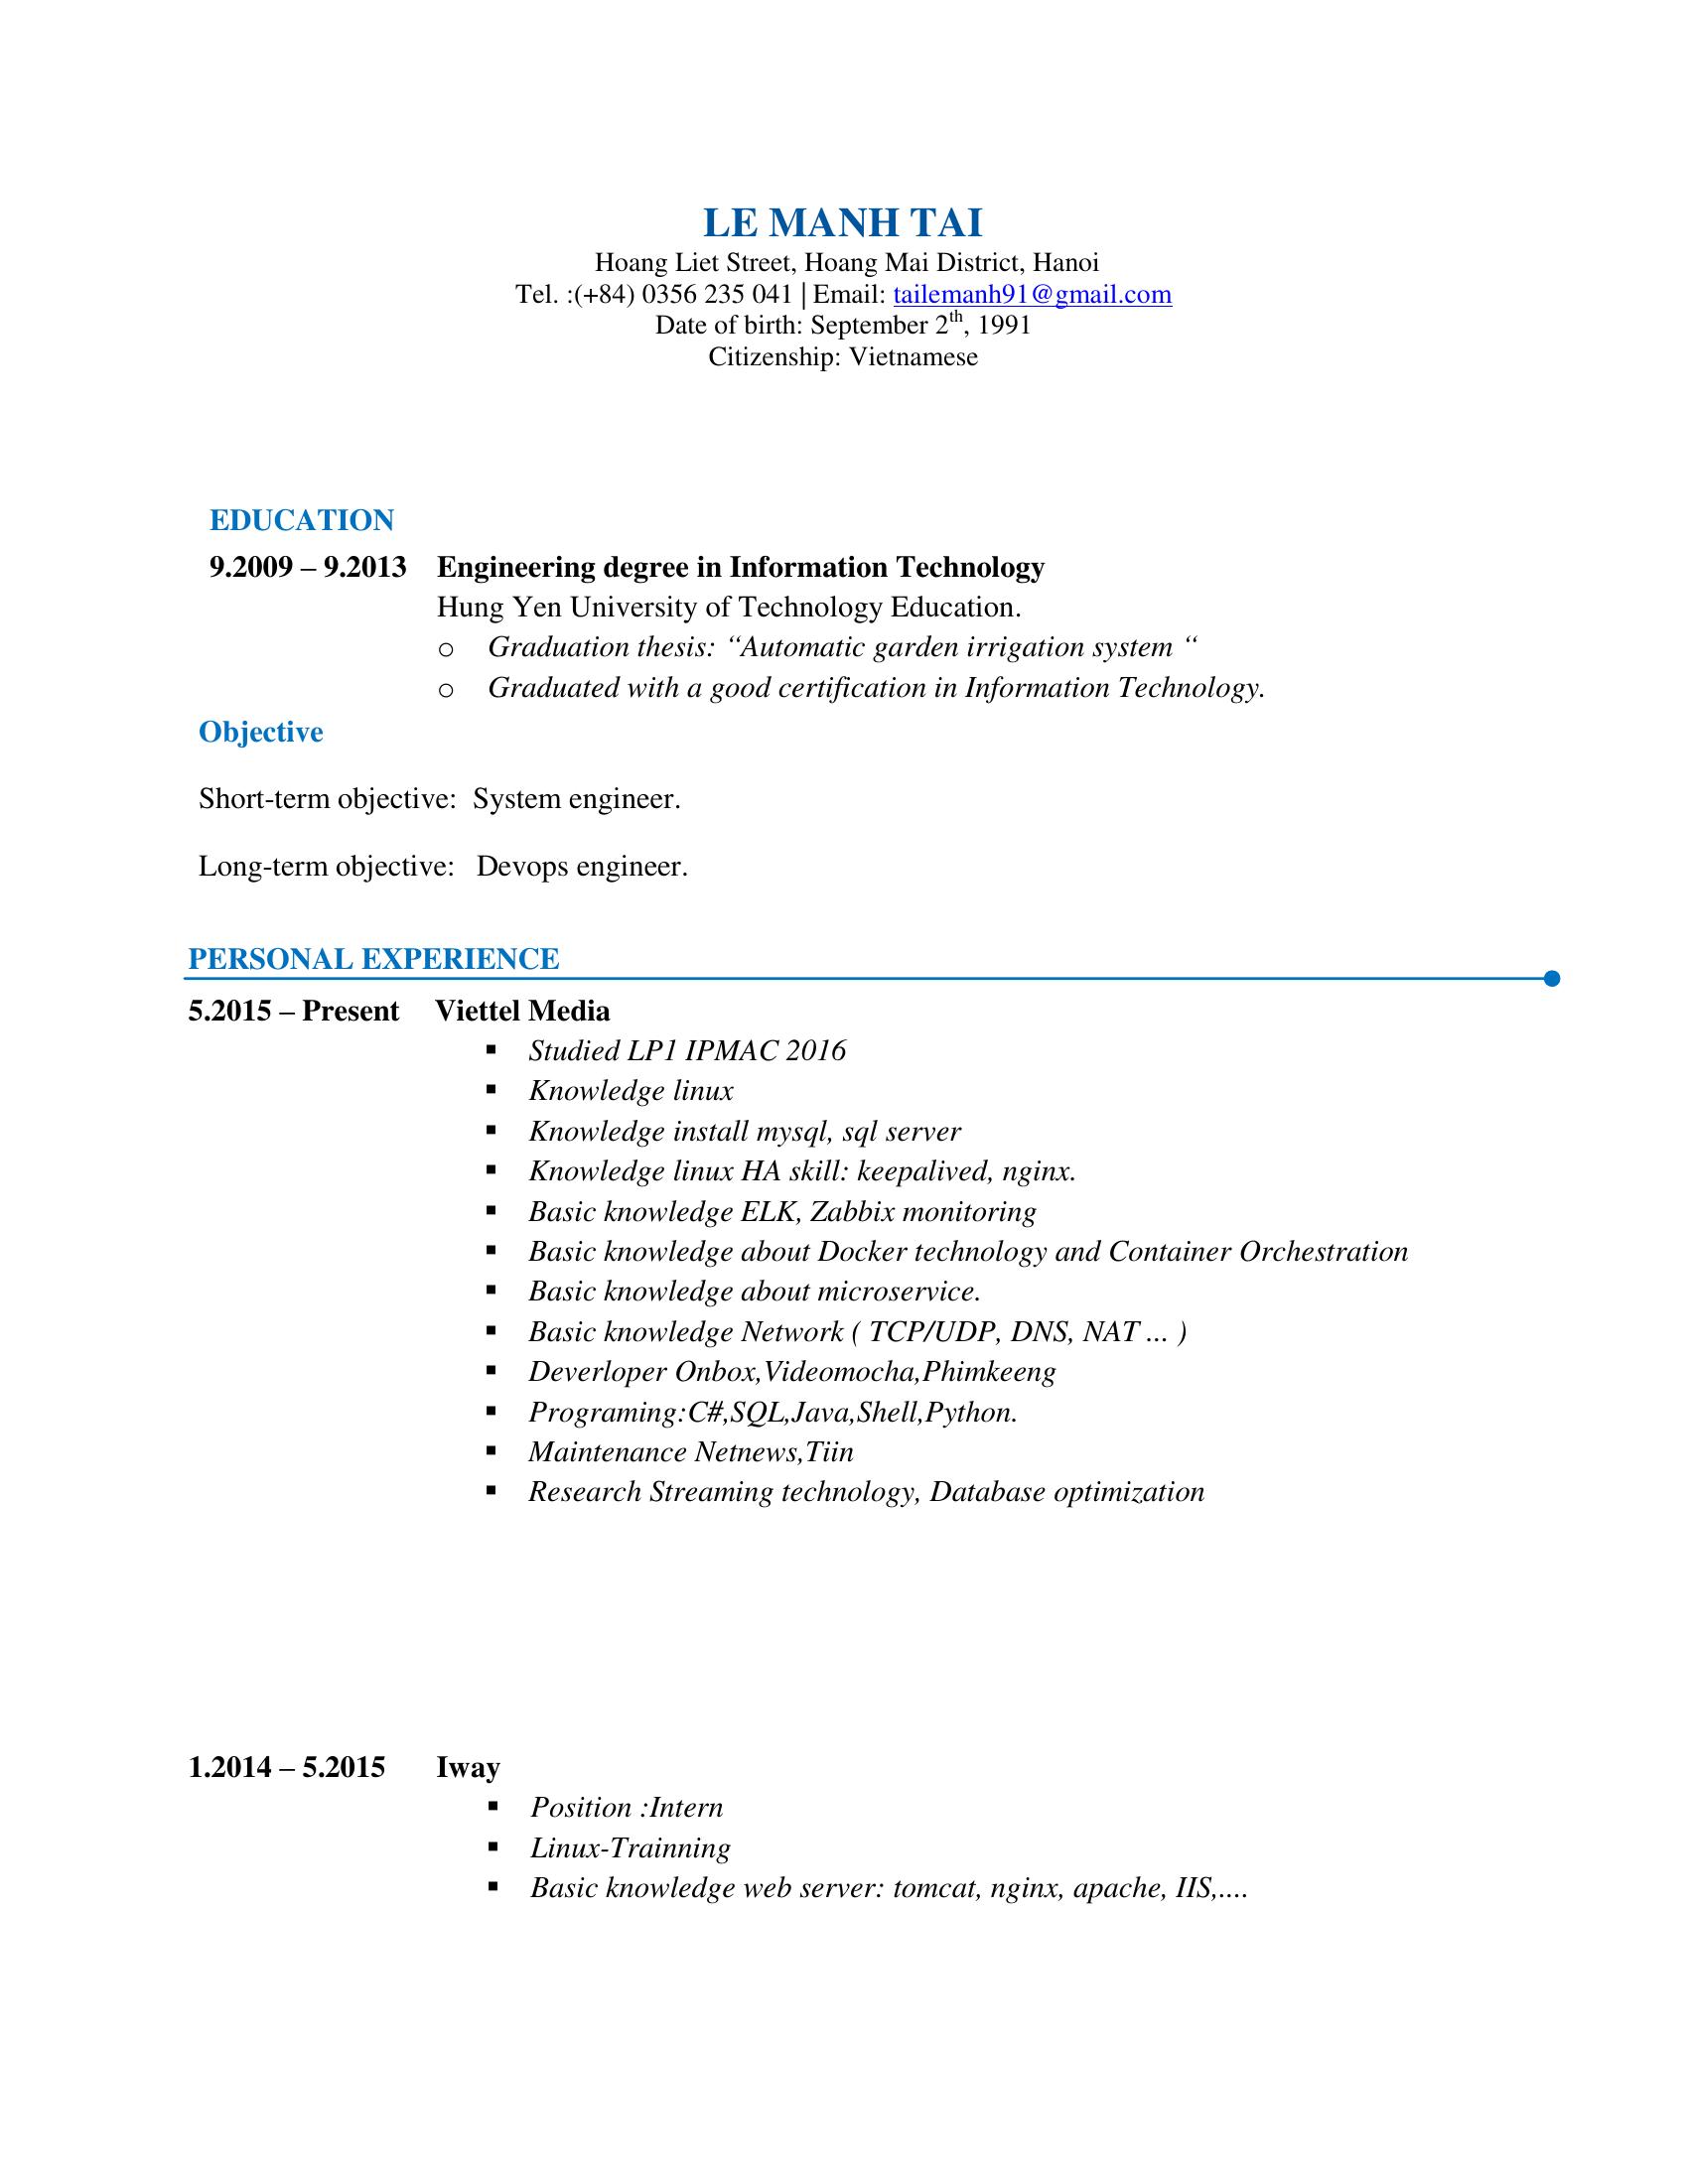 LE MANH TAI
Hoang Liet Street, Hoang Mai District, Hanoi
Tel. :(+84) 0356 235 041 | Email: tailemanh91@gmail.com
Date of birth: September 2th, 1991
Citizenship: Vietnamese
EDUCATION
9.2009 – 9.2013 Engineering degree in Information Technology
Hung Yen University of Technology Education.
o Graduation thesis: “Automatic garden irrigation system “
o Graduated with a good certification in Information Technology.
Objective
Short-term objective: System engineer.
Long-term objective: Devops engineer.
PERSONAL EXPERIENCE
5.2015 – Present Viettel Media
▪ Studied LP1 IPMAC 2016
▪ Knowledge linux
▪ Knowledge install mysql, sql server
▪ Knowledge linux HA skill: keepalived, nginx.
▪ Basic knowledge ELK, Zabbix monitoring
▪ Basic knowledge about Docker technology and Container Orchestration
▪ Basic knowledge about microservice.
▪ Basic knowledge Network ( TCP/UDP, DNS, NAT ... )
▪ Deverloper Onbox,Videomocha,Phimkeeng
▪ Programing:C#,SQL,Java,Shell,Python.
▪ Maintenance Netnews,Tiin
▪ Research Streaming technology, Database optimization
1.2014 – 5.2015 Iway
▪ Position :Intern
▪ Linux-Trainning
▪ Basic knowledge web server: tomcat, nginx, apache, IIS,....